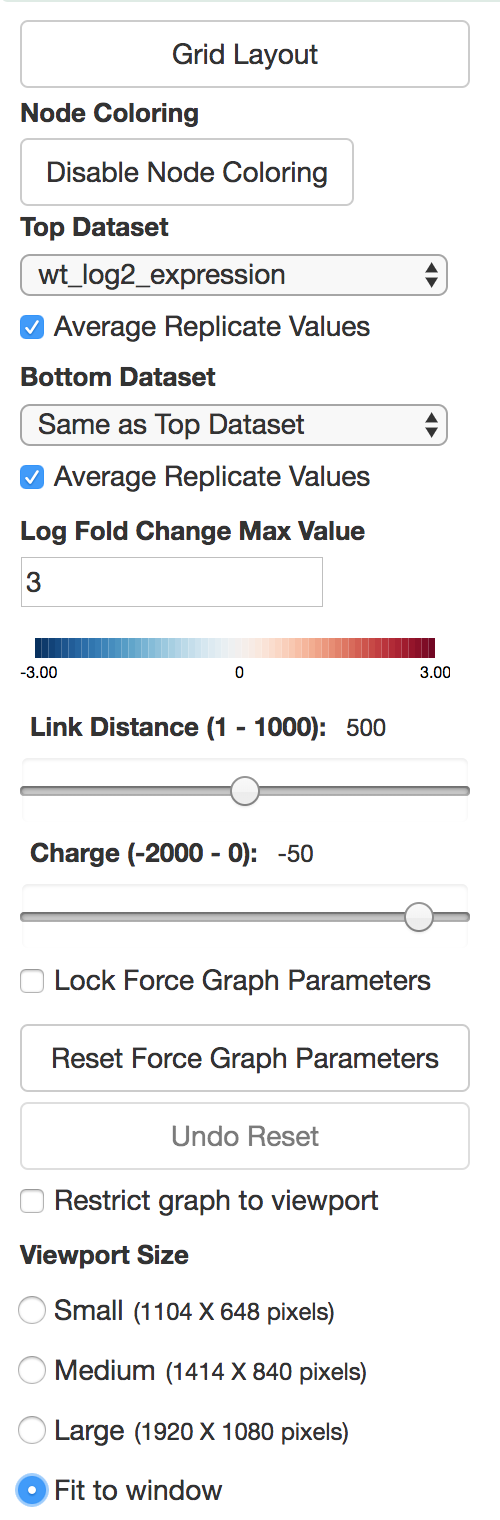 Grid Layout
Node Coloring
Disable Node Coloring
Top Dataset
wt_log2_expression
Average Replicate Values
Bottom Dataset
Same as Top Dataset
Average Replicate Values
Log Fold Change Max Value
3
-3.00 0 3.00
Link Distance (1 - 1000): 500
Charge (-2000 - 0): -50
Lock Force Graph Parameters
Reset Force Graph Parameters
Undo Reset
Restrict graph to viewport
Viewport Size
Small (1104 X 648 pixels)
Medium (1414 X 840 pixels)
Large (1920 X 1080 pixels)
Fit to window